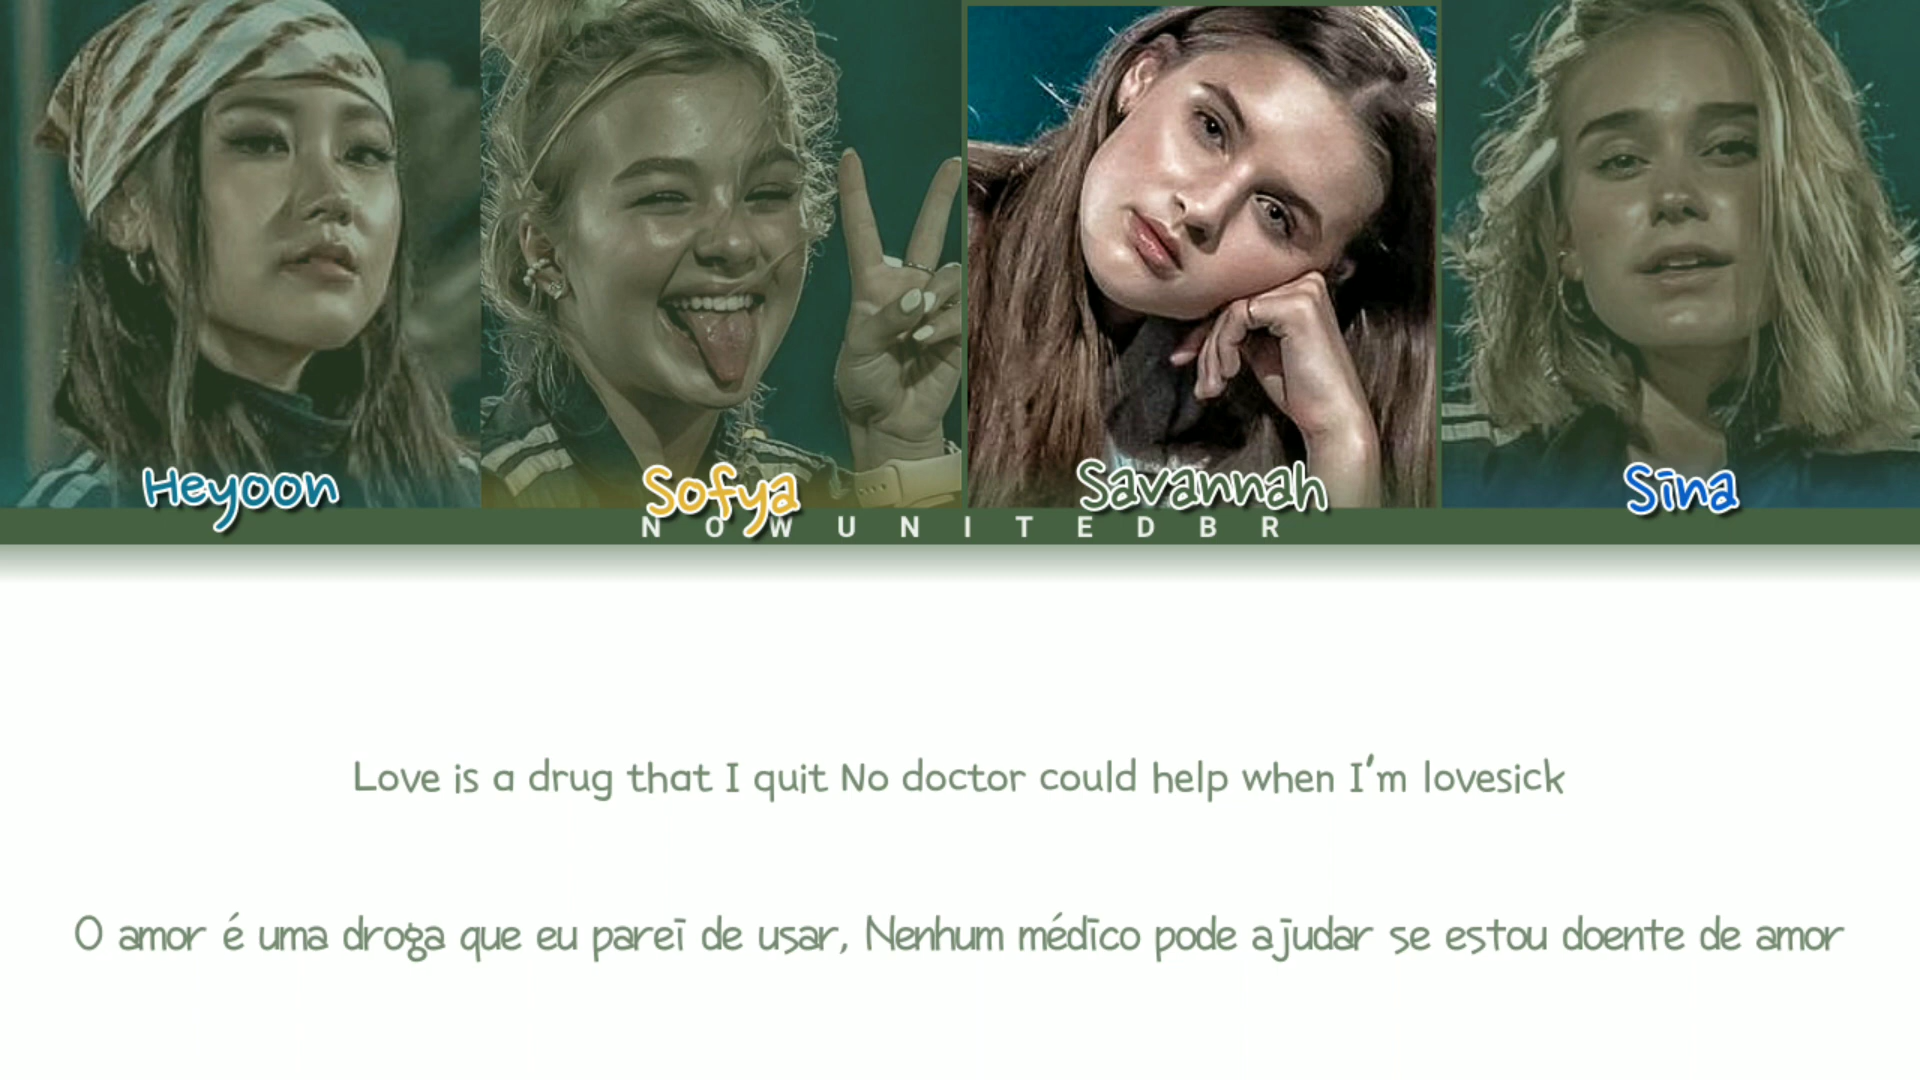 Heyoon
Sofya
Savannah
Sina
NOWUNITEDBR
Love is a drug that I quit No doctor could help when I'm lovesick
O amor é uma droga que eu parei de usar, Nenhum médico pode ajudar se estou doente de amor